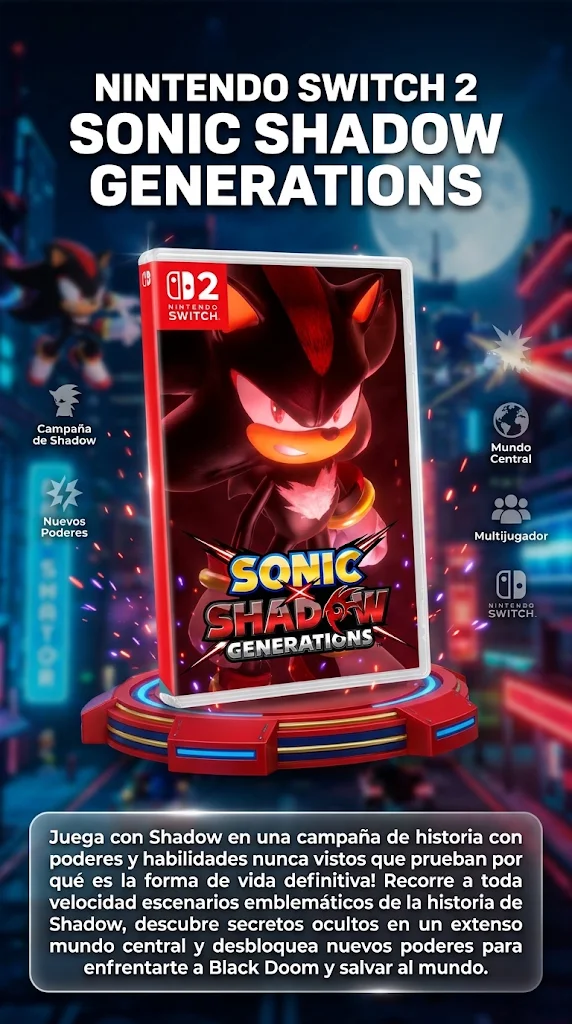 NINTENDO SWITCH 2
SONIC SHADOW
GENERATIONS
2
NINTENDO
SWITCH.
Campaña
de Shadow
Nuevos
Poderes
Mundo
Central
Multijugador
NINTENDO
SWITCH.
SONIC
X
SHADOW
GENERATIONS
Juega con Shadow en una campaña de historia con
poderes y habilidades nunca vistos que prueban por
qué es la forma de vida definitiva! Recorre a toda
velocidad escenarios emblemáticos de la historia de
Shadow, descubre secretos ocultos en un extenso
mundo central y desbloquea nuevos poderes para
enfrentarte a Black Doom y salvar al mundo.